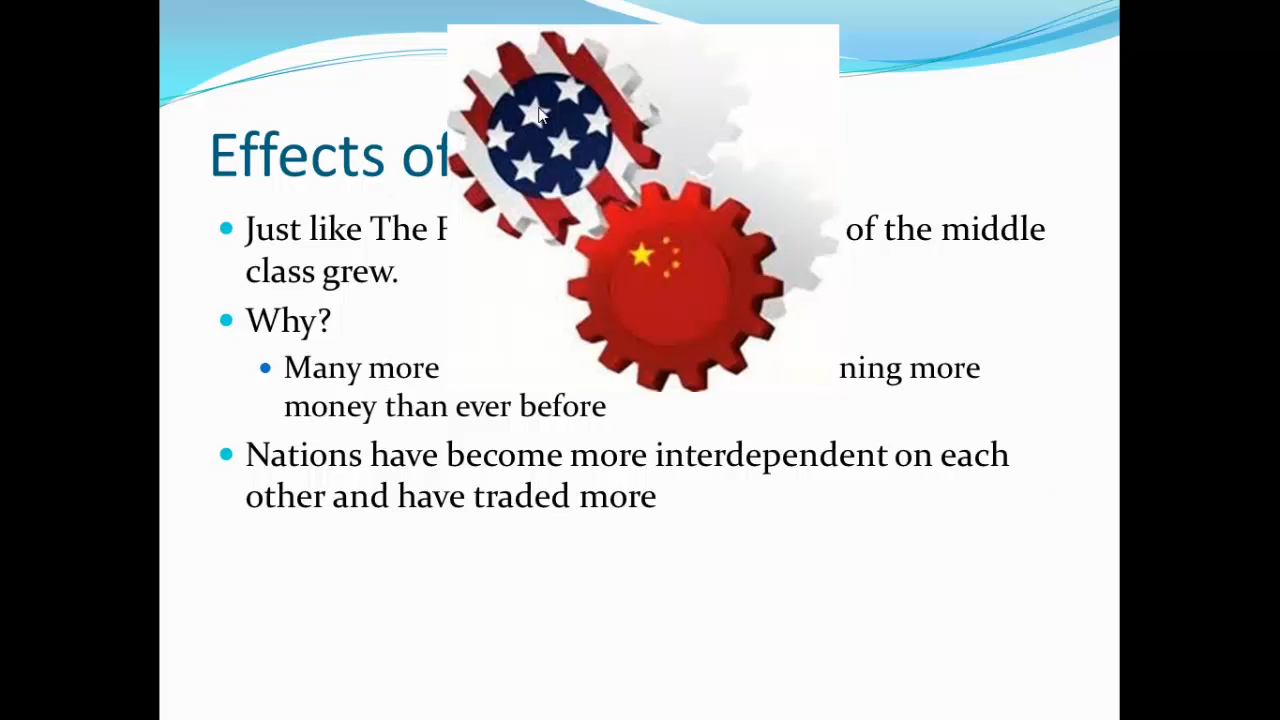 Effects of
Just like The of the middle
class grew.
Why?
Many more more
money than ever before
Nations have become more interdependent on each
other and have traded more